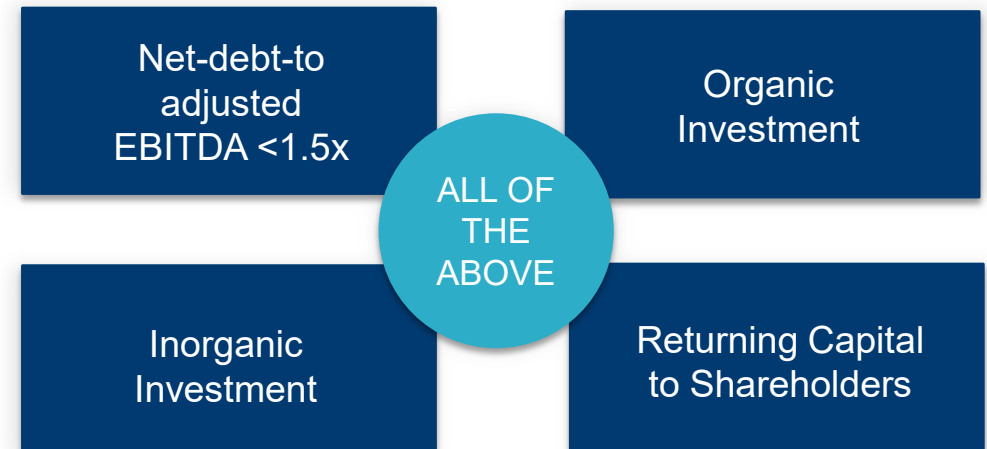 Net-debt-to
adjusted
EBITDA <1.5x
Organic
Investment
ALL OF
THE
ABOVE
Inorganic
Investment
Returning Capital
to Shareholders